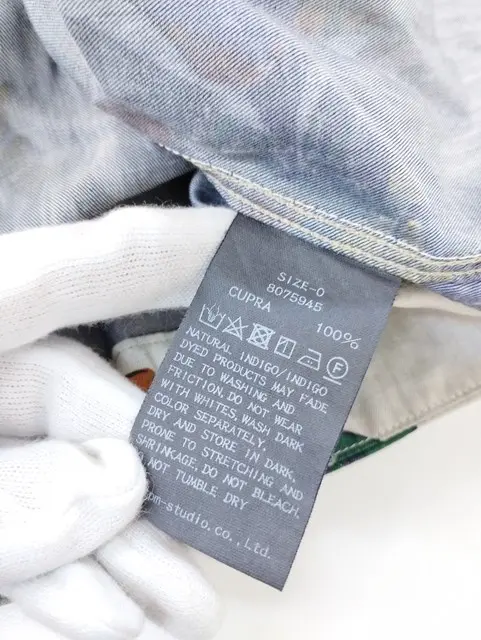 SIZE-0
8075945
CUPRA 100%
NATURAL INDIGO/INDIGO
DYED PRODUCTS MAY FADE
DUE TO WASHING AND
FRICTION. DO NOT WEAR
WITH WHITES, WASH DARK
COLOR SEPARATELY,
DRY AND STORE IN DARK,
PRONE TO STRETCHING AND
SHRINKAGE, DO NOT BLEACH,
NOT TUMBLE DRY
co., Ltd.